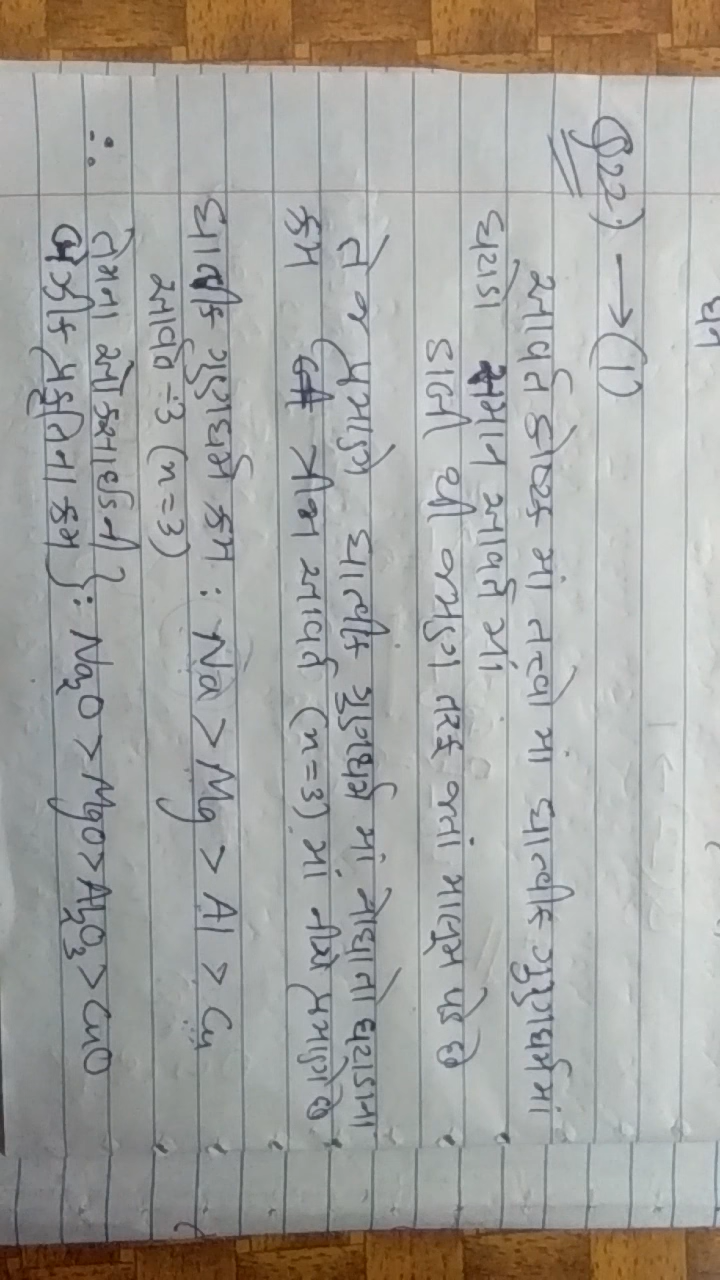 ધન
Q22) → (1)
આવર્ત કોષ્ટક માં તત્વો માં ધાત્વીક ગુણધર્મમાં
ઘટાડો સમાન આવર્ત માં
ડાબી થી જમણા તરફ જતાં માલુમ પડે છે
તે જ પ્રમાણે ધાત્વીક ગુણધર્મ માં નોંધાતો ઘટાડાના
ક્રમ ત્રીજા આવર્ત (n=3) માં નીચે પ્રમાણે છે
ધાત્વીક ગુણધર્મ ક્રમ : Na > Mg > Al > Cu
આવર્ત -3 (n=3)
∴ તેમના ઓક્સાઇડની
બેઝીક પ્રકૃતિના ક્રમ } : Na2O > MgO > Al2O3 > CuO